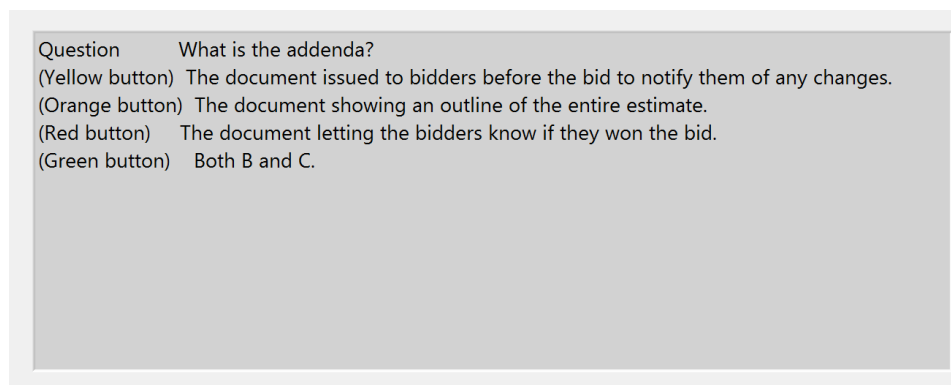 Question What is the addenda?
(Yellow button) The document issued to bidders before the bid to notify them of any changes.
(Orange button) The document showing an outline of the entire estimate.
(Red button) The document letting the bidders know if they won the bid.
(Green button) Both B and C.